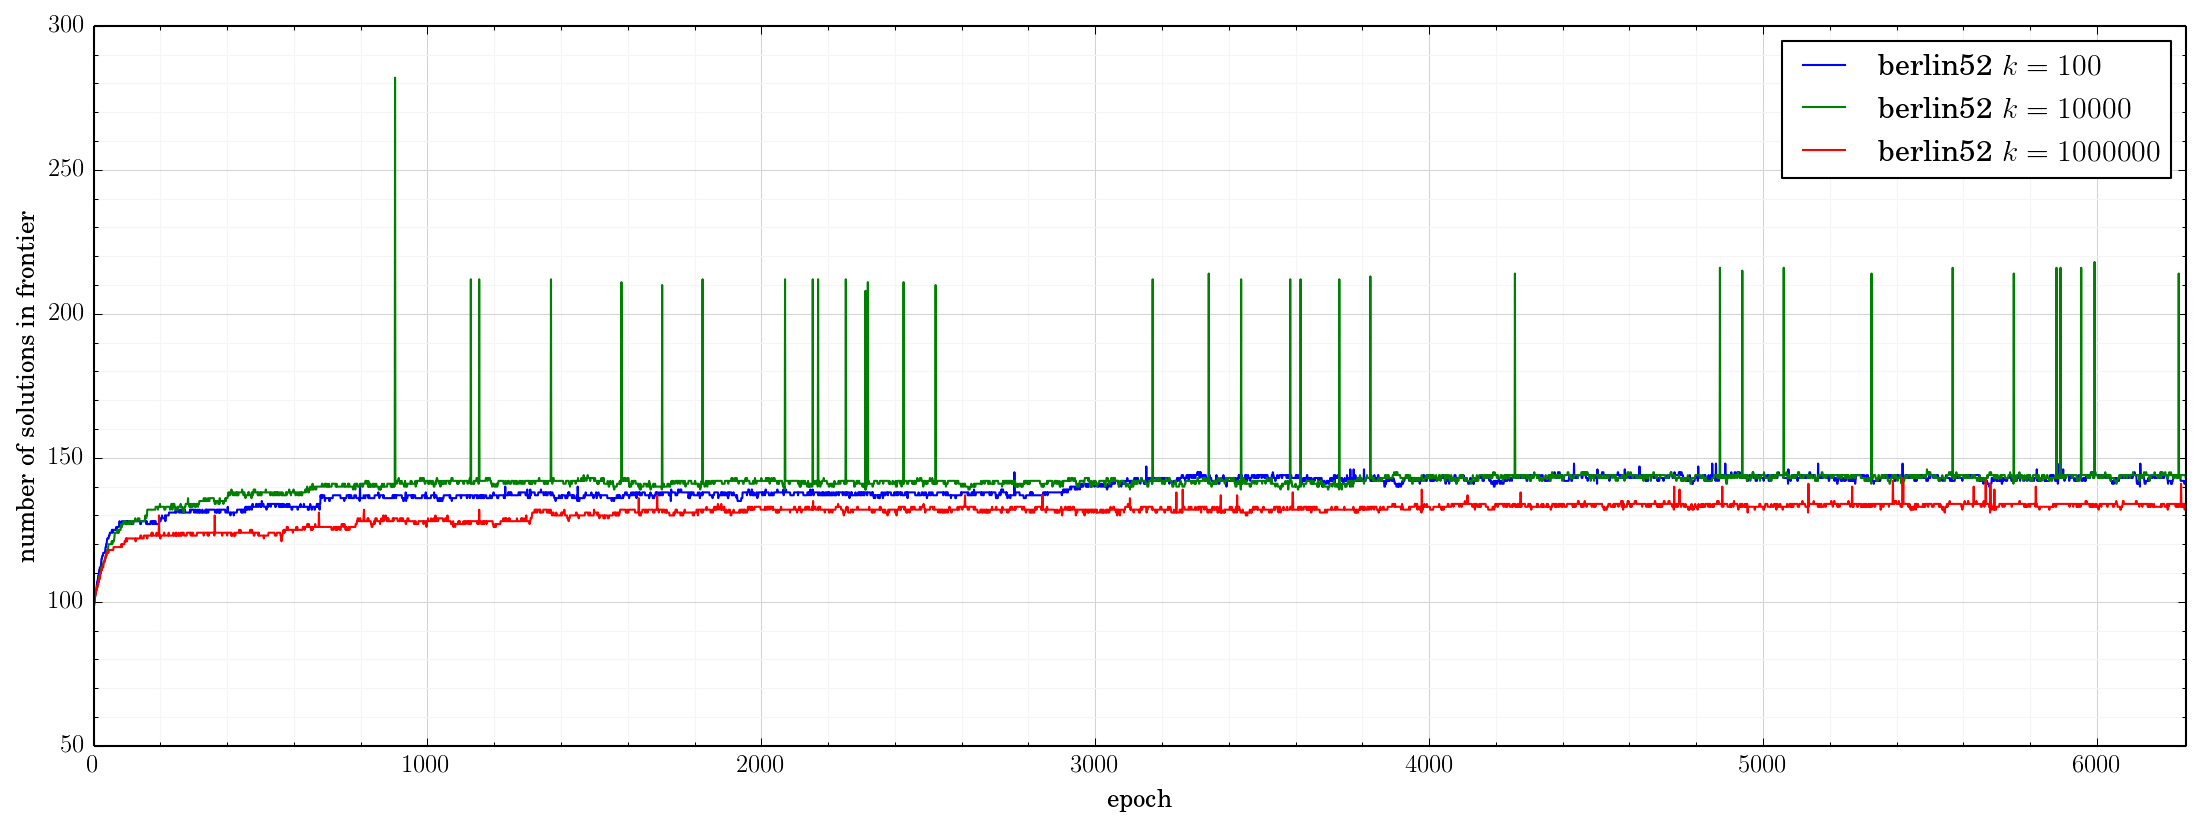 300
250
200
150
100
50
number of solutions in frontier
berlin52 k = 100
berlin52 k = 10000
berlin52 k = 1000000
0 1000 2000 3000 4000 5000 6000
epoch